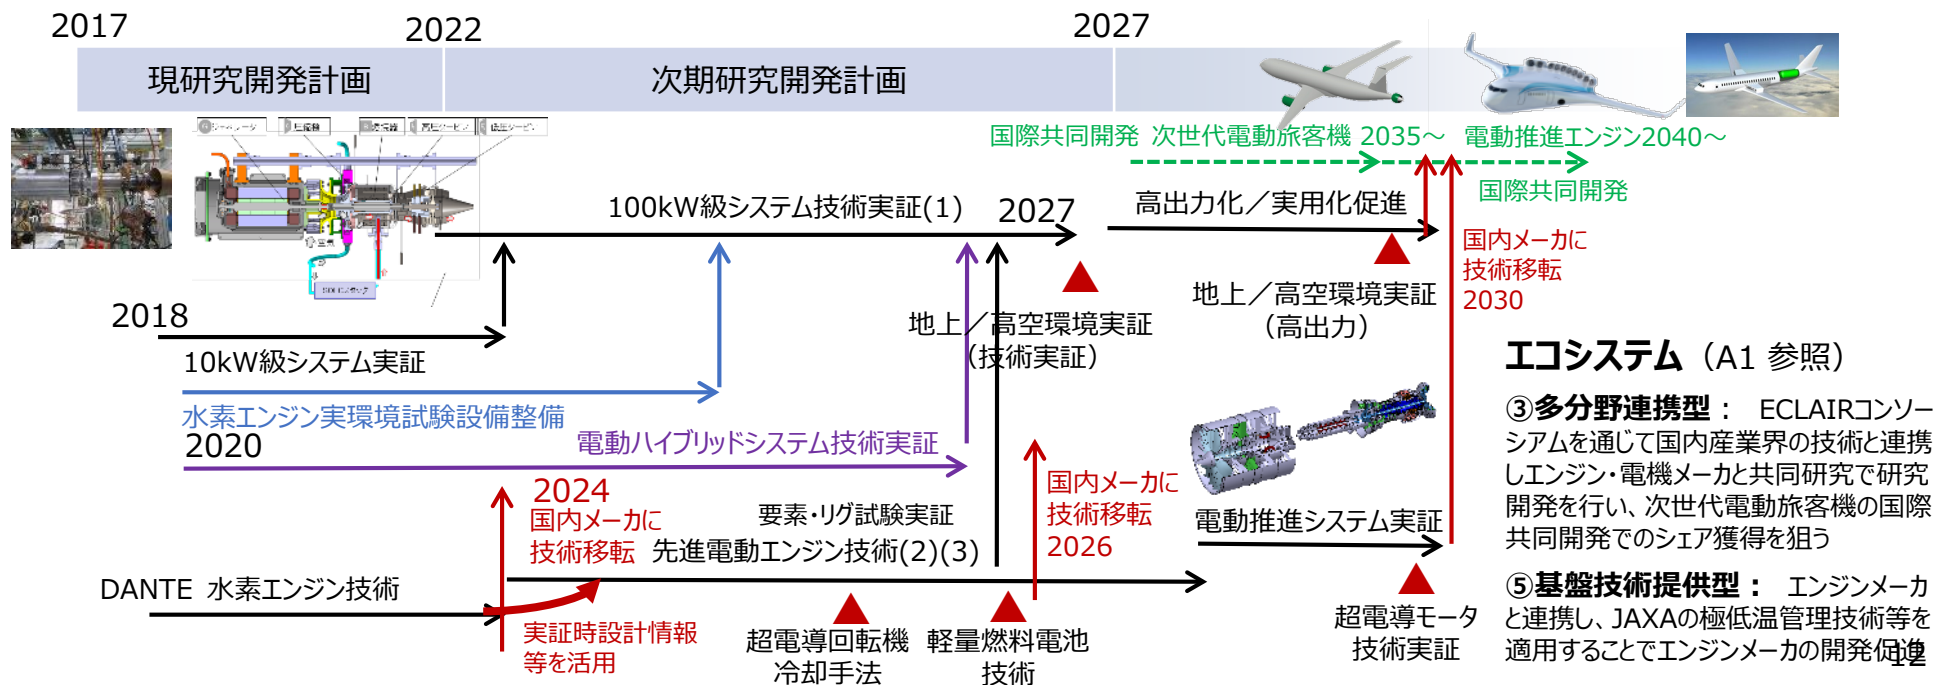 2017
2022
2027
現研究開発計画
次期研究開発計画
国際共同開発 次世代電動旅客機 2035～
電動推進エンジン2040～
国際共同開発
100kW級システム技術実証(1)
2027
高出力化／実用化促進
国内メーカに
技術移転
2030
地上／高空環境実証
（技術実証）
地上／高空環境実証
（高出力）
2018
10kW級システム実証
水素エンジン実環境試験設備整備
2020
電動ハイブリッドシステム技術実証
2024
国内メーカに
技術移転
要素・リグ試験実証
先進電動エンジン技術(2)(3)
国内メーカに
技術移転
2026
電動推進システム実証
DANTE 水素エンジン技術
実証時設計情報
等を活用
超電導回転機
冷却手法
軽量燃料電池
技術
超電導モータ
技術実証
エコシステム（A1 参照）
③多分野連携型： ECLAIRコンソー
シアムを通じて国内産業界の技術と連携
しエンジン・電機メーカと共同研究で研究
開発を行い、次世代電動旅客機の国際
共同開発でのシェア獲得を狙う
⑤基盤技術提供型： エンジンメーカ
と連携し、JAXAの極低温管理技術等を
適用することでエンジンメーカの開発促進
12